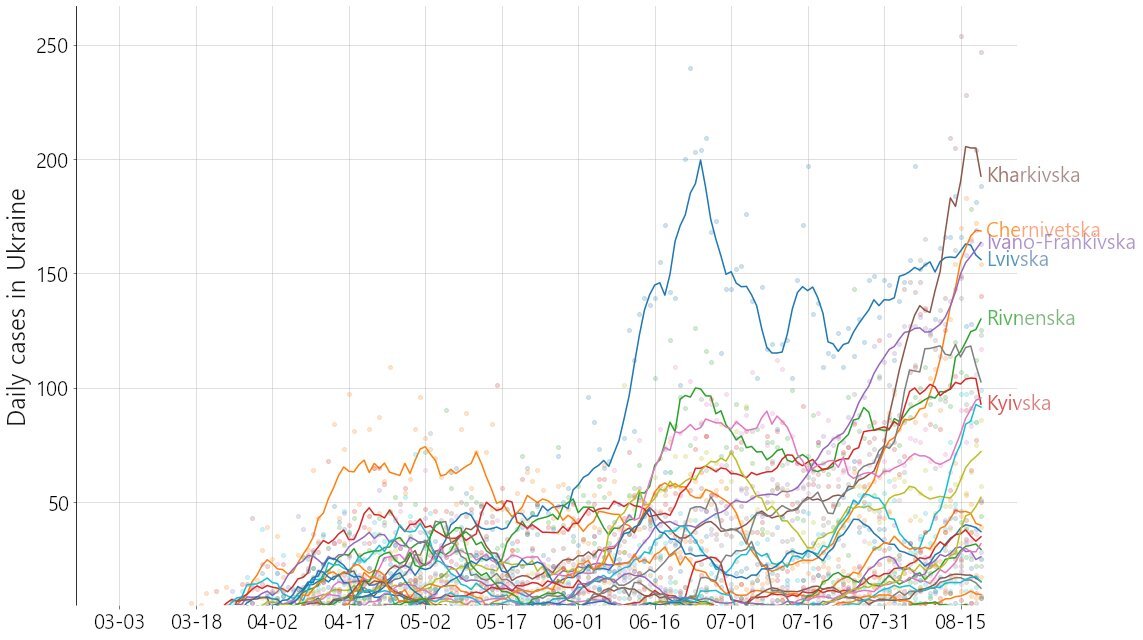 Daily cases in Ukraine
250
200
150
100
50
Kharkivska
Chernivetska
Ivano-Frankivska
Lvivska
Rivnenska
Kyivska
03-03 03-18 04-02 04-17 05-02 05-17 06-01 06-16 07-01 07-16 07-31 08-15